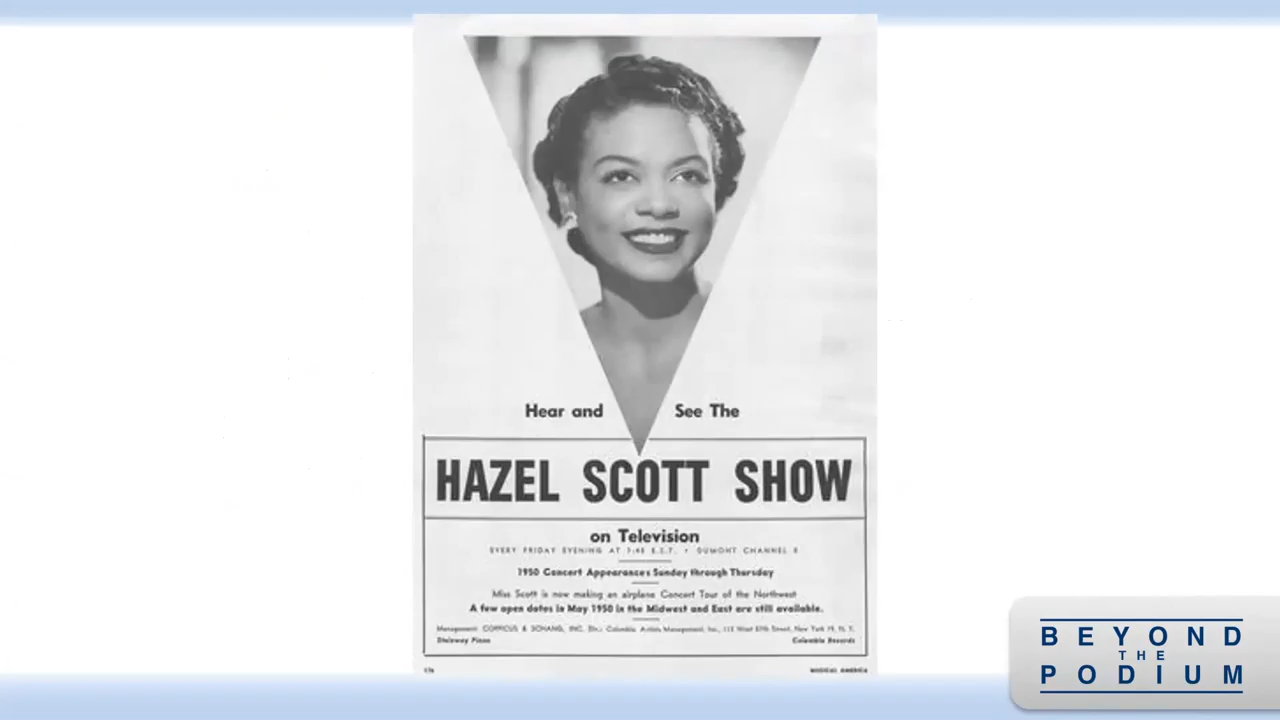 Hear and See The
HAZEL SCOTT SHOW
on Television
EVERY FRIDAY EVENING AT 7:45 E.S.T. • DUMONT CHANNEL 5
1950 Concert Appearances Sunday through Thursday
Miss Scott is now making an airplane Concert Tour of the Northwest
A few open dates in May 1950 in the Midwest and East are still available.
Management: COPPICUS & SCHANG, INC. Div.: Columbia Artists Management, Inc., 113 West 57th Street, New York 19, N. Y.
Steinway Piano Columbia Records
MUSICAL AMERICA
BEYOND
THE
PODIUM